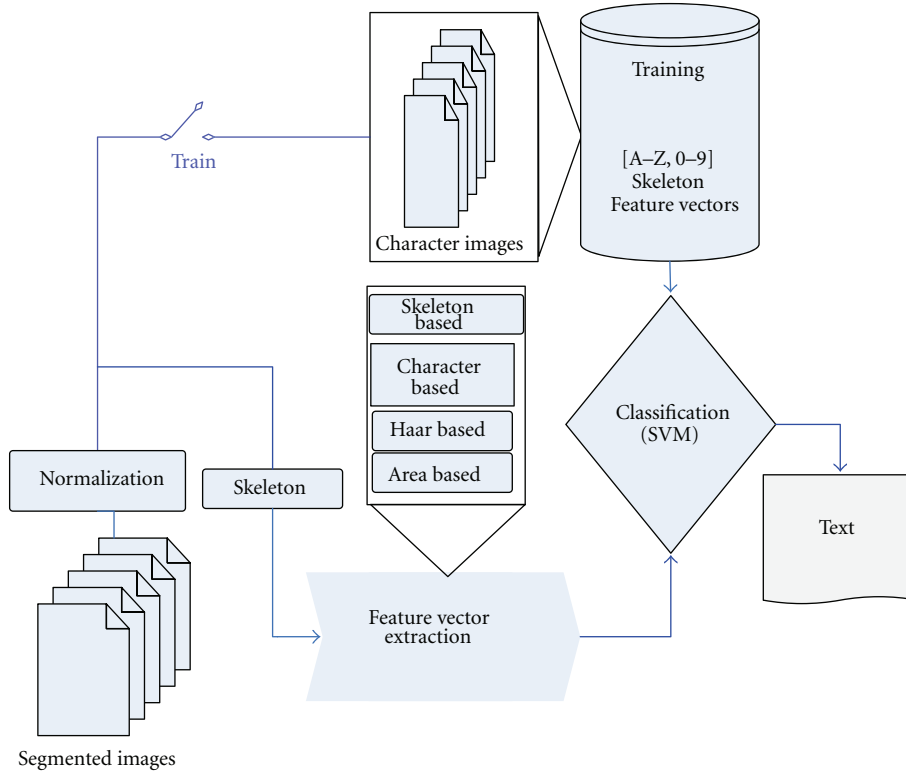 Training
Train
[A–Z, 0–9]
Skeleton
Feature vectors
Character images
Skeleton
based
Character
based
Haar based
Area based
Classification
(SVM)
Normalization
Skeleton
Text
Feature vector
extraction
Segmented images